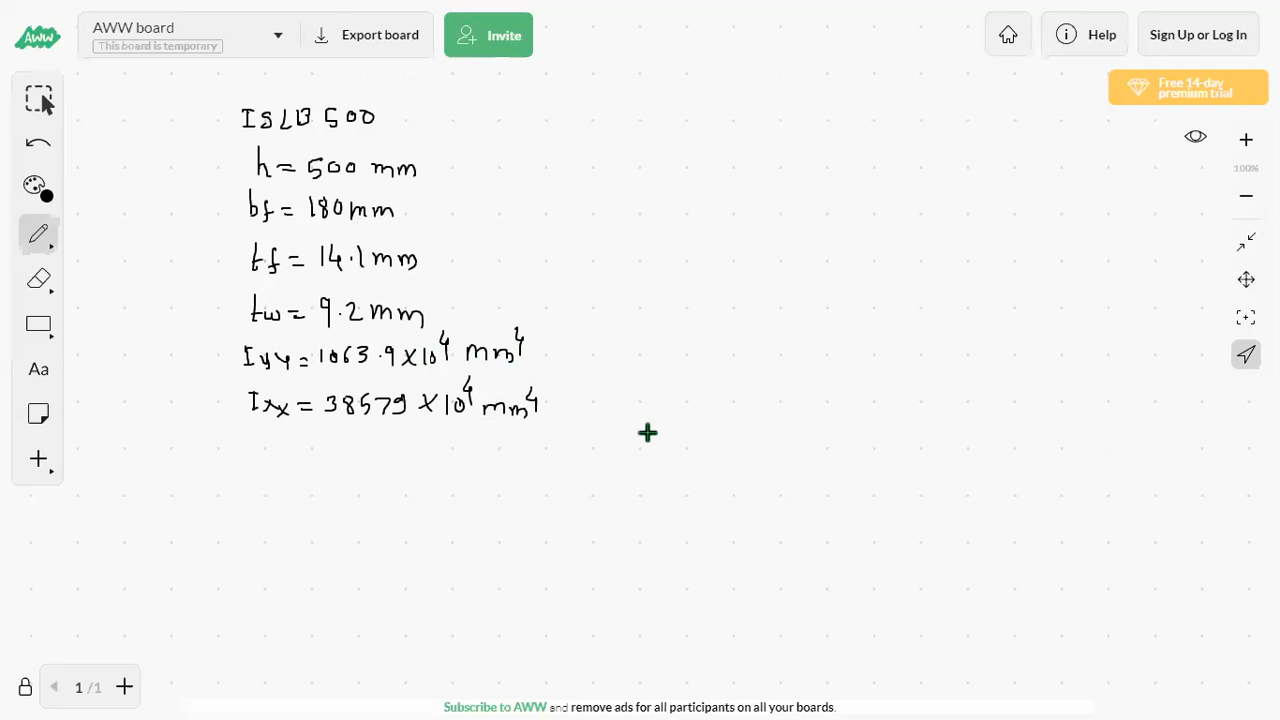 AWW
AWW board
This board is temporary
Export board
Invite
Help
Sign Up or Log In
Free 14-day
premium trial
100%
ISLB 500
h = 500 mm
bf = 180 mm
tf = 14.1 mm
tw = 9.2 mm
Iyy = 1063.9 × 10⁴ mm⁴
Ixx = 38579 × 10⁴ mm⁴
Aa
1 /1
Subscribe to AWW and remove ads for all participants on all your boards.